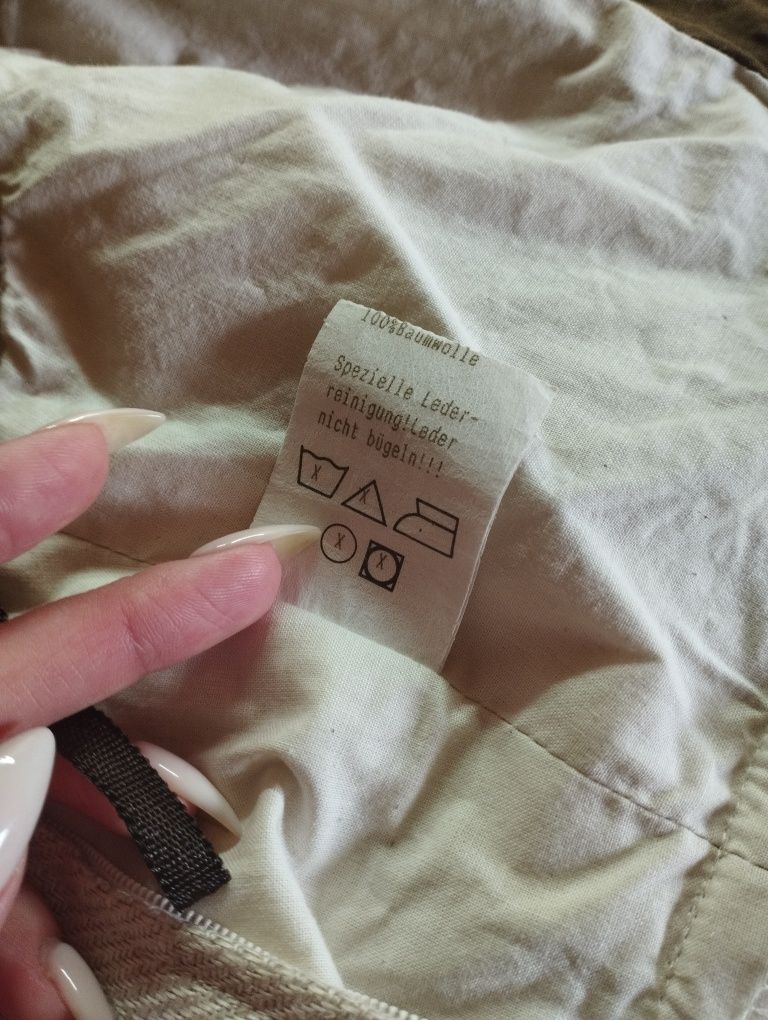 100%Baumwolle
Spezielle Leder-
reinigung!Leder
nicht bügeln!!!